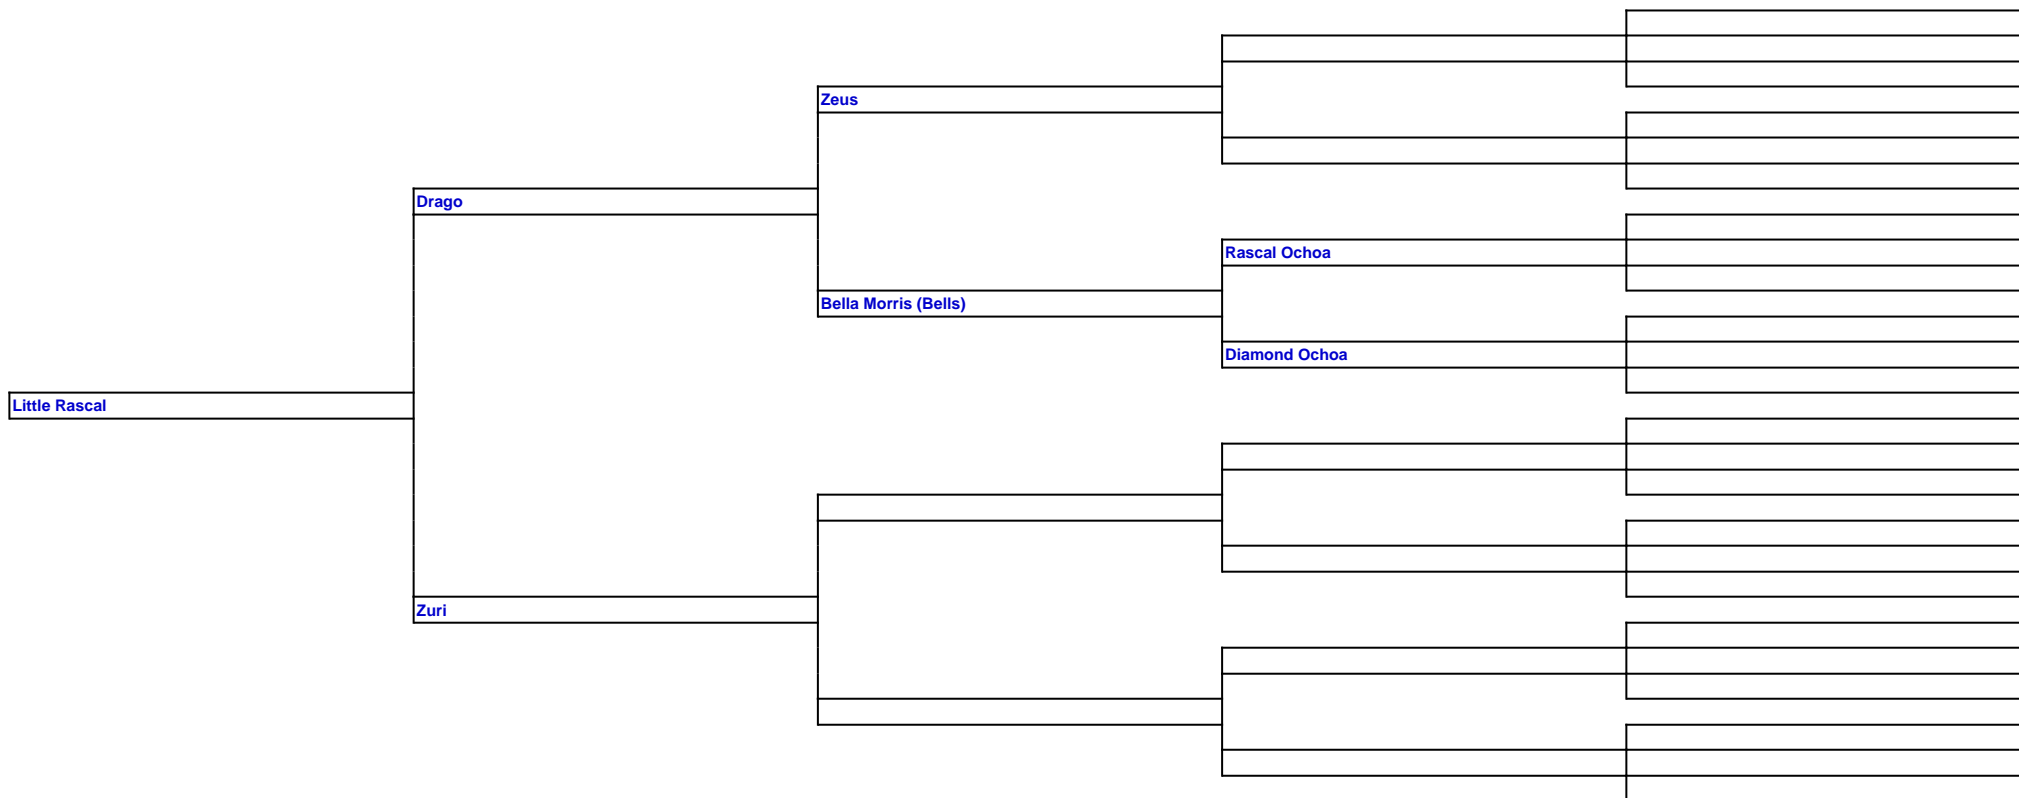 Zeus
Drago
Rascal Ochoa
Bella Morris (Bells)
Diamond Ochoa
Little Rascal
Zuri